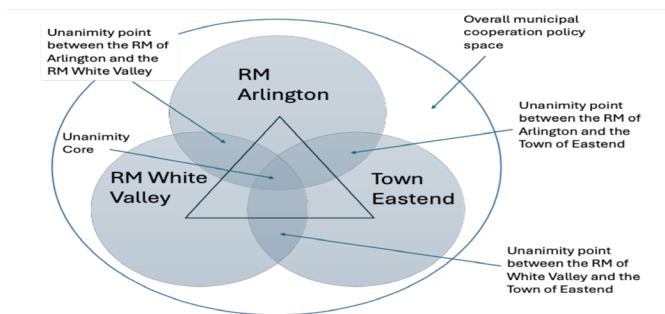 Unanimity point
between the RM of
Arlington and the
RM White Valley
Overall municipal
cooperation policy
space
RM
Arlington
Unanimity point
between the RM of
Arlington and the
Town of Eastend
Unanimity
Core
RM White
Valley
Town
Eastend
Unanimity point
between the RM of
White Valley and the
Town of Eastend